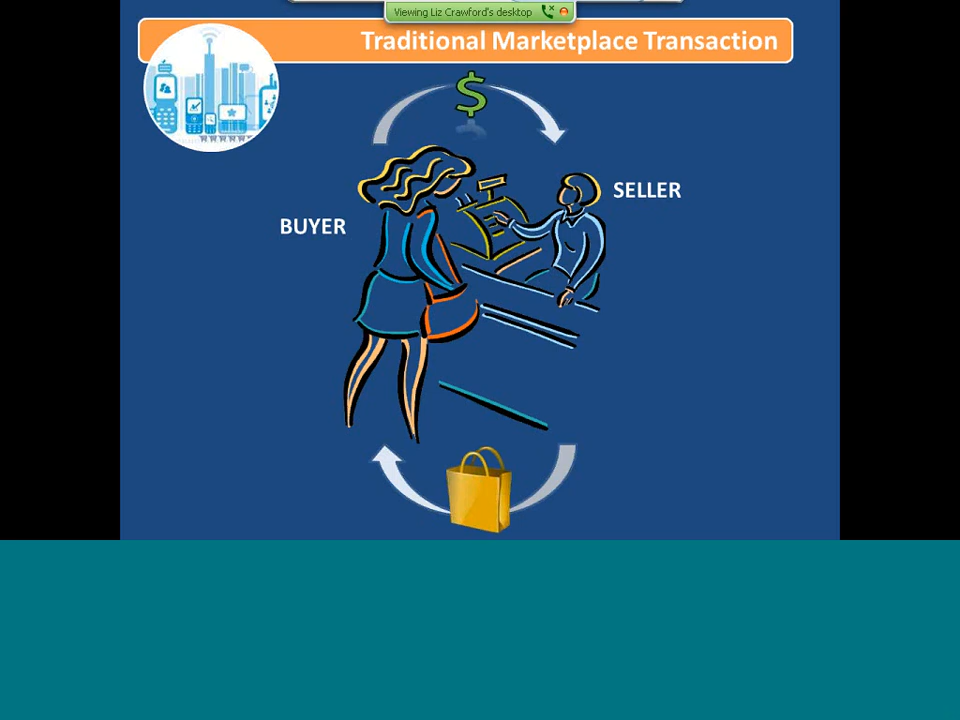 Viewing Liz Crawford's desktop
Traditional Marketplace Transaction
$
SELLER
BUYER